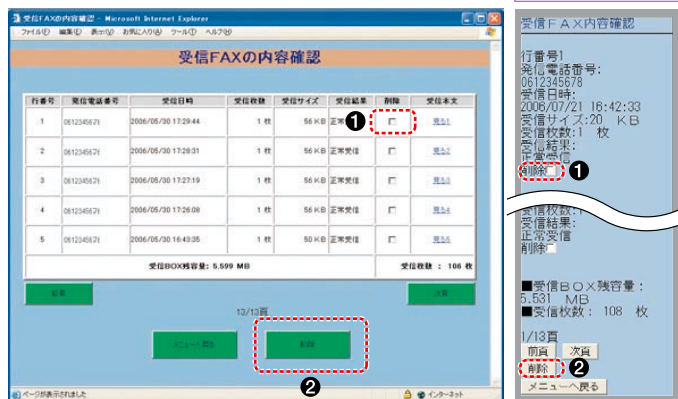 受信FAXの内容確認 - Microsoft Internet Explorer
ファイル(F) 編集(E) 表示(V) お気に入り(A) ツール(T) ヘルプ(H)
受信FAXの内容確認
行番号 発信電話番号 受信日時 受信枚数 受信サイズ 受信結果 削除 受信本文
1 0612345678 2006/05/30 17:29:44 1 枚 56 KB 正常受信 見る1
2 0612345678 2006/05/30 17:28:31 1 枚 56 KB 正常受信 見る2
3 0612345678 2006/05/30 17:27:19 1 枚 56 KB 正常受信 見る3
4 0612345678 2006/05/30 17:26:08 1 枚 56 KB 正常受信 見る4
5 0612345678 2006/05/30 16:43:35 1 枚 50 KB 正常受信 見る5
受信BOX残容量: 5.599 MB 受信枚数 : 106 枚
前頁 次頁
13/13頁
メニューへ戻る 削除
ページが表示されました インターネット
❶
❷
受信FAX内容確認
行番号1
発信電話番号:
0612345678
受信日時:
2006/07/21 16:42:33
受信サイズ:20 KB
受信枚数:1 枚
受信結果:
正常受信
削除 ❶
受信枚数:1
受信結果:
正常受信
削除
■受信BOX残容量:
5.531 MB
■受信枚数: 108 枚
1/13頁
前頁 次頁
削除 ❷
メニューへ戻る